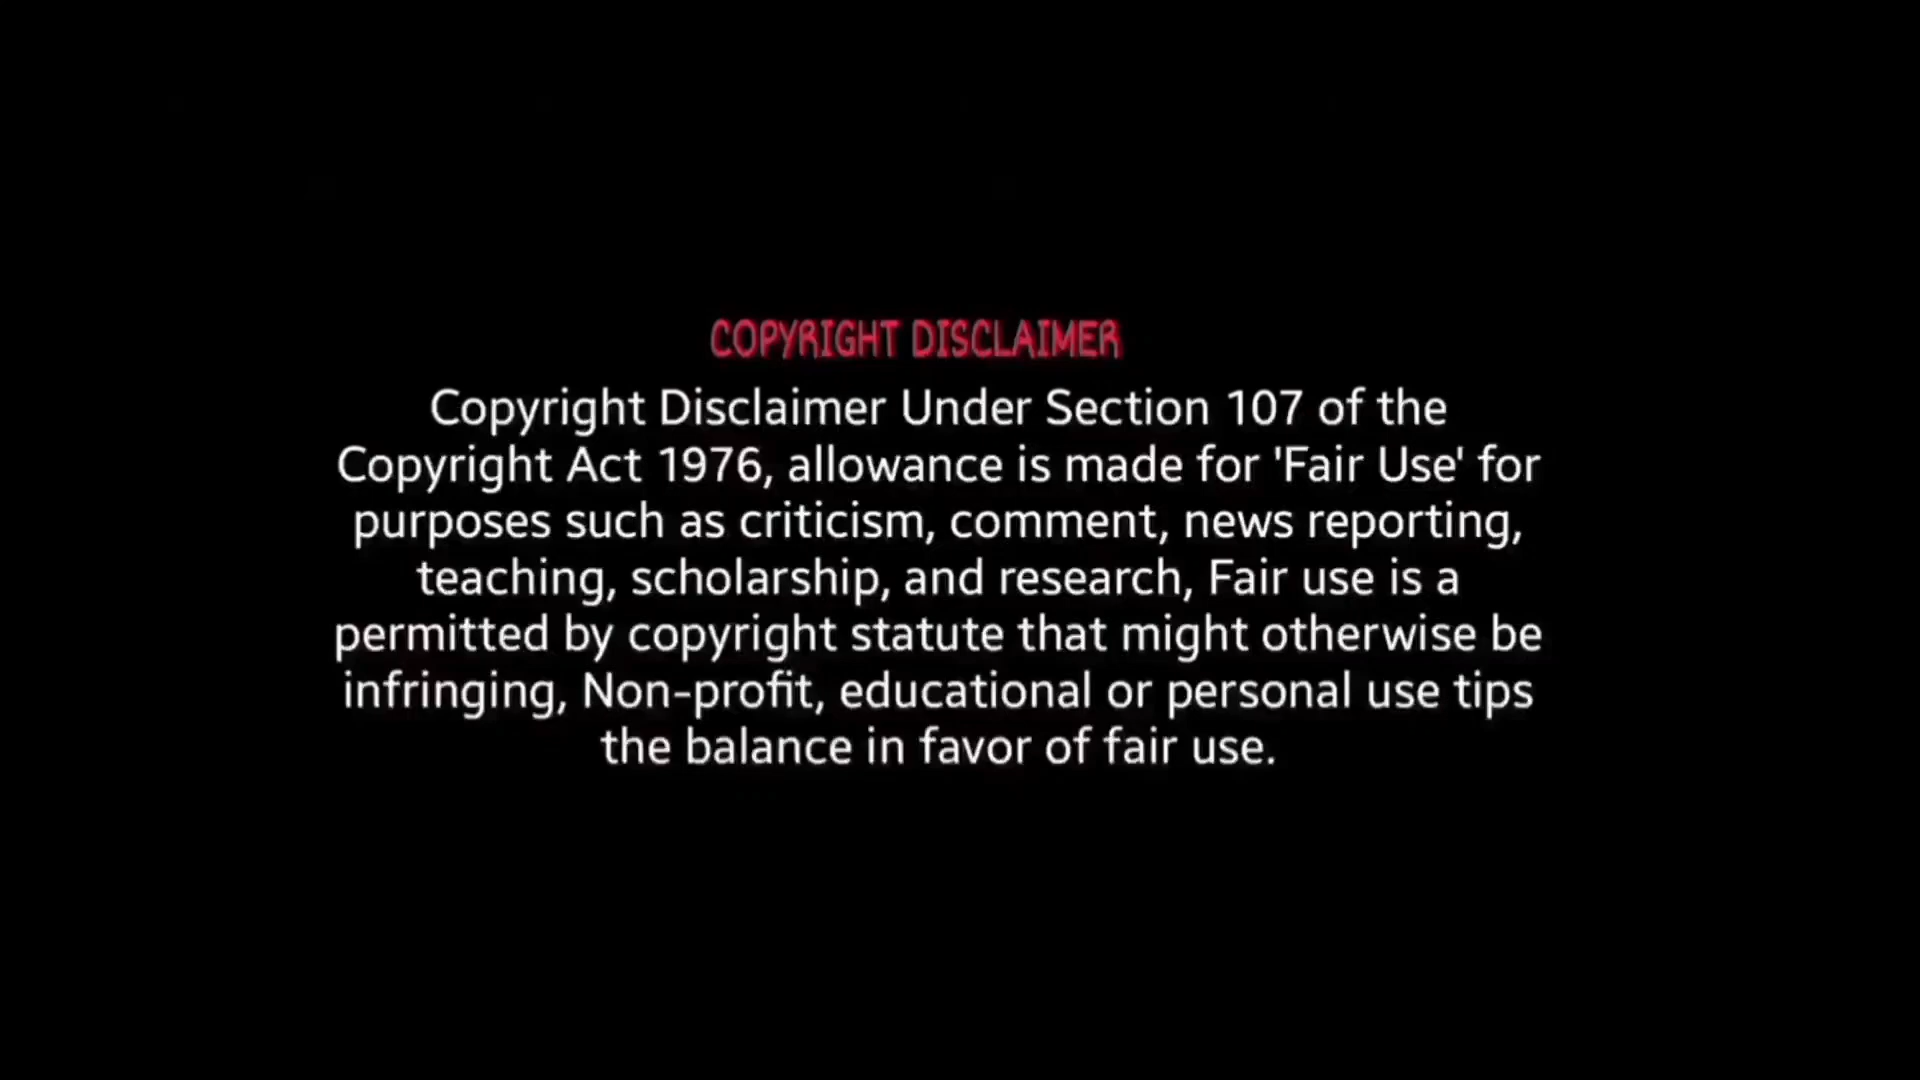 COPYRIGHT DISCLAIMER
Copyright Disclaimer Under Section 107 of the
Copyright Act 1976, allowance is made for 'Fair Use' for
purposes such as criticism, comment, news reporting,
teaching, scholarship, and research, Fair use is a
permitted by copyright statute that might otherwise be
infringing, Non-profit, educational or personal use tips
the balance in favor of fair use.